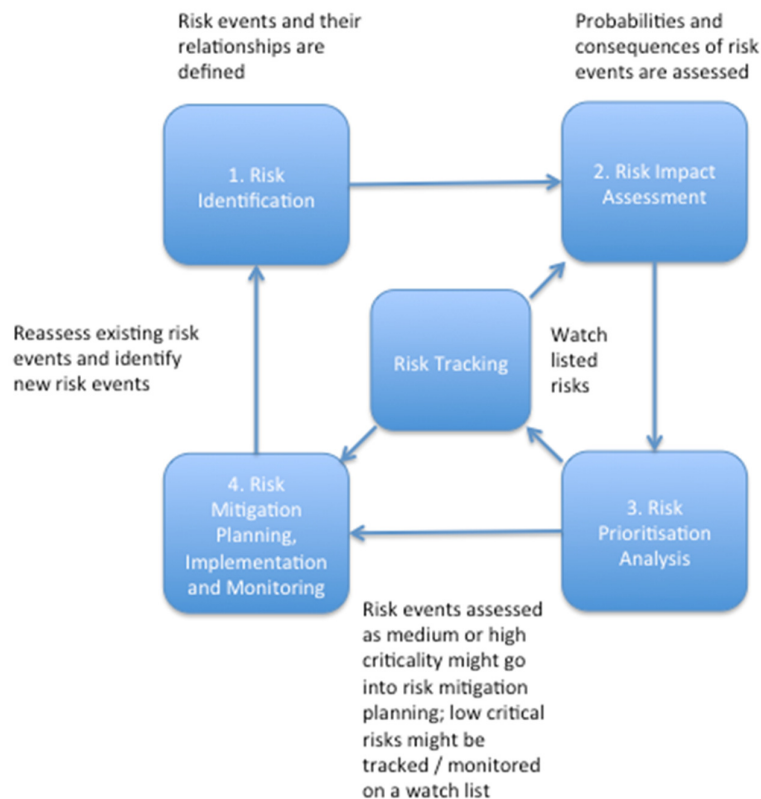 Risk events and their
relationships are
defined
Probabilities and
consequences of risk
events are assessed
1. Risk
Identification
2. Risk Impact
Assessment
Reassess existing risk
events and identify
new risk events
Risk Tracking
Watch
listed
risks
4. Risk
Mitigation
Planning,
Implementation
and Monitoring
3. Risk
Prioritisation
Analysis
Risk events assessed
as medium or high
criticality might go
into risk mitigation
planning; low critical
risks might be
tracked / monitored
on a watch list